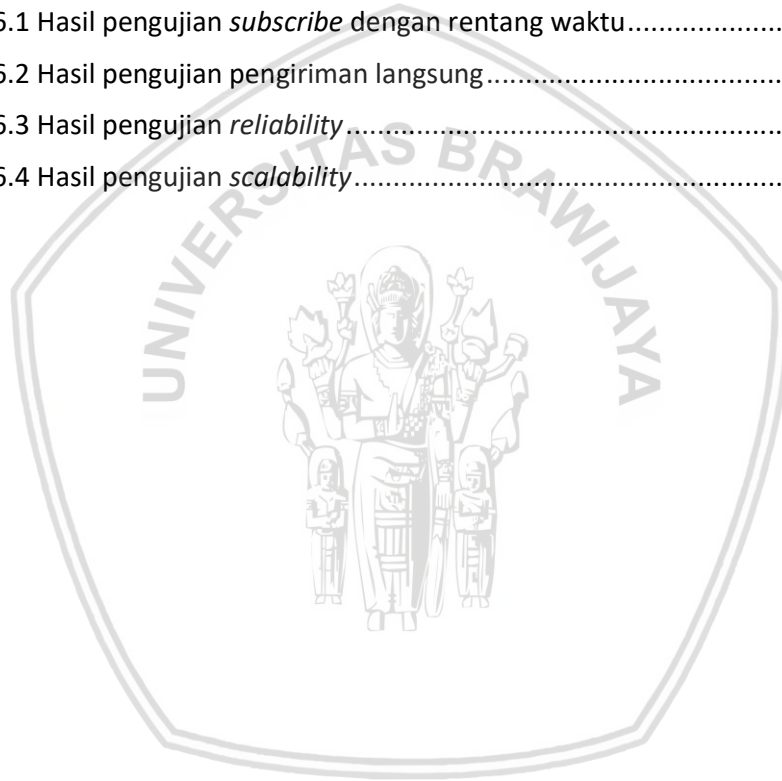 6.1 Hasil pengujian subscribe dengan rentang waktu....................
6.2 Hasil pengujian pengiriman langsung.....................................
6.3 Hasil pengujian reliability.......................................................
6.4 Hasil pengujian scalability......................................................
UNIVERSITAS BRAWIJAYA